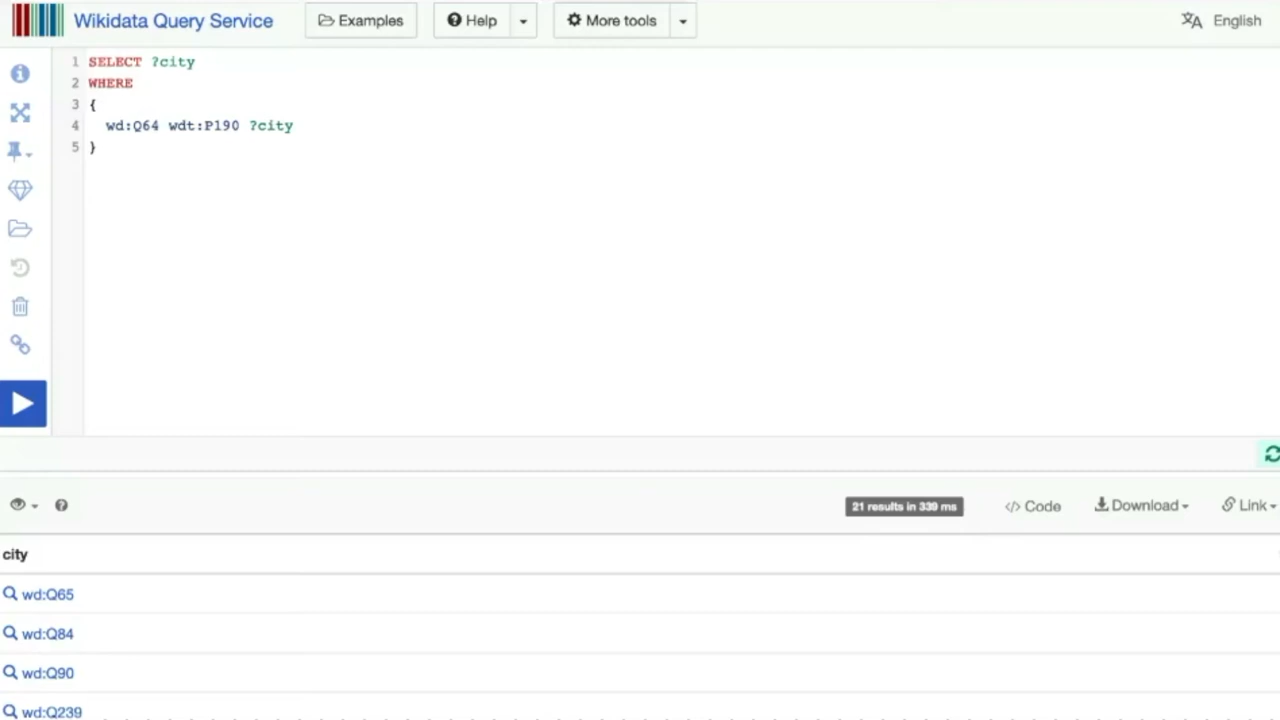 Wikidata Query Service Examples Help More tools English
1 SELECT ?city
2 WHERE
3 {
4 wd:Q64 wdt:P190 ?city
5 }
21 results in 339 ms </> Code Download Link
city
wd:Q65
wd:Q84
wd:Q90
wd:Q239